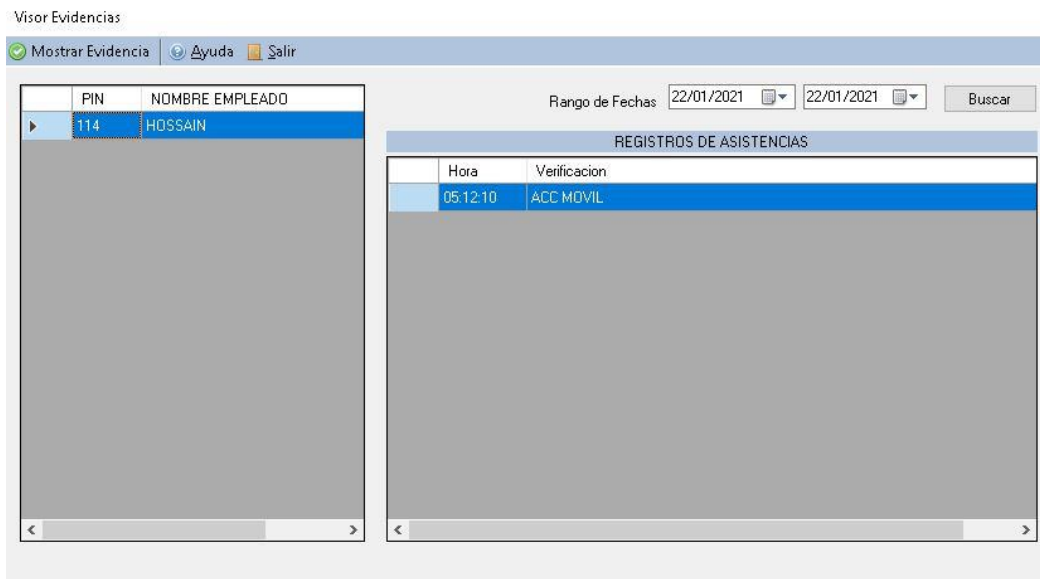 Visor Evidencias
Mostrar Evidencia Ayuda Salir
PIN NOMBRE EMPLEADO
114 HOSSAIN
Rango de Fechas 22/01/2021 22/01/2021 Buscar
REGISTROS DE ASISTENCIAS
Hora Verificacion
05:12:10 ACC MOVIL